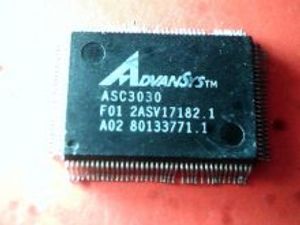 ADVANSYS™
ASC3030
F01 2ASV17182.1
A02 80133771.1